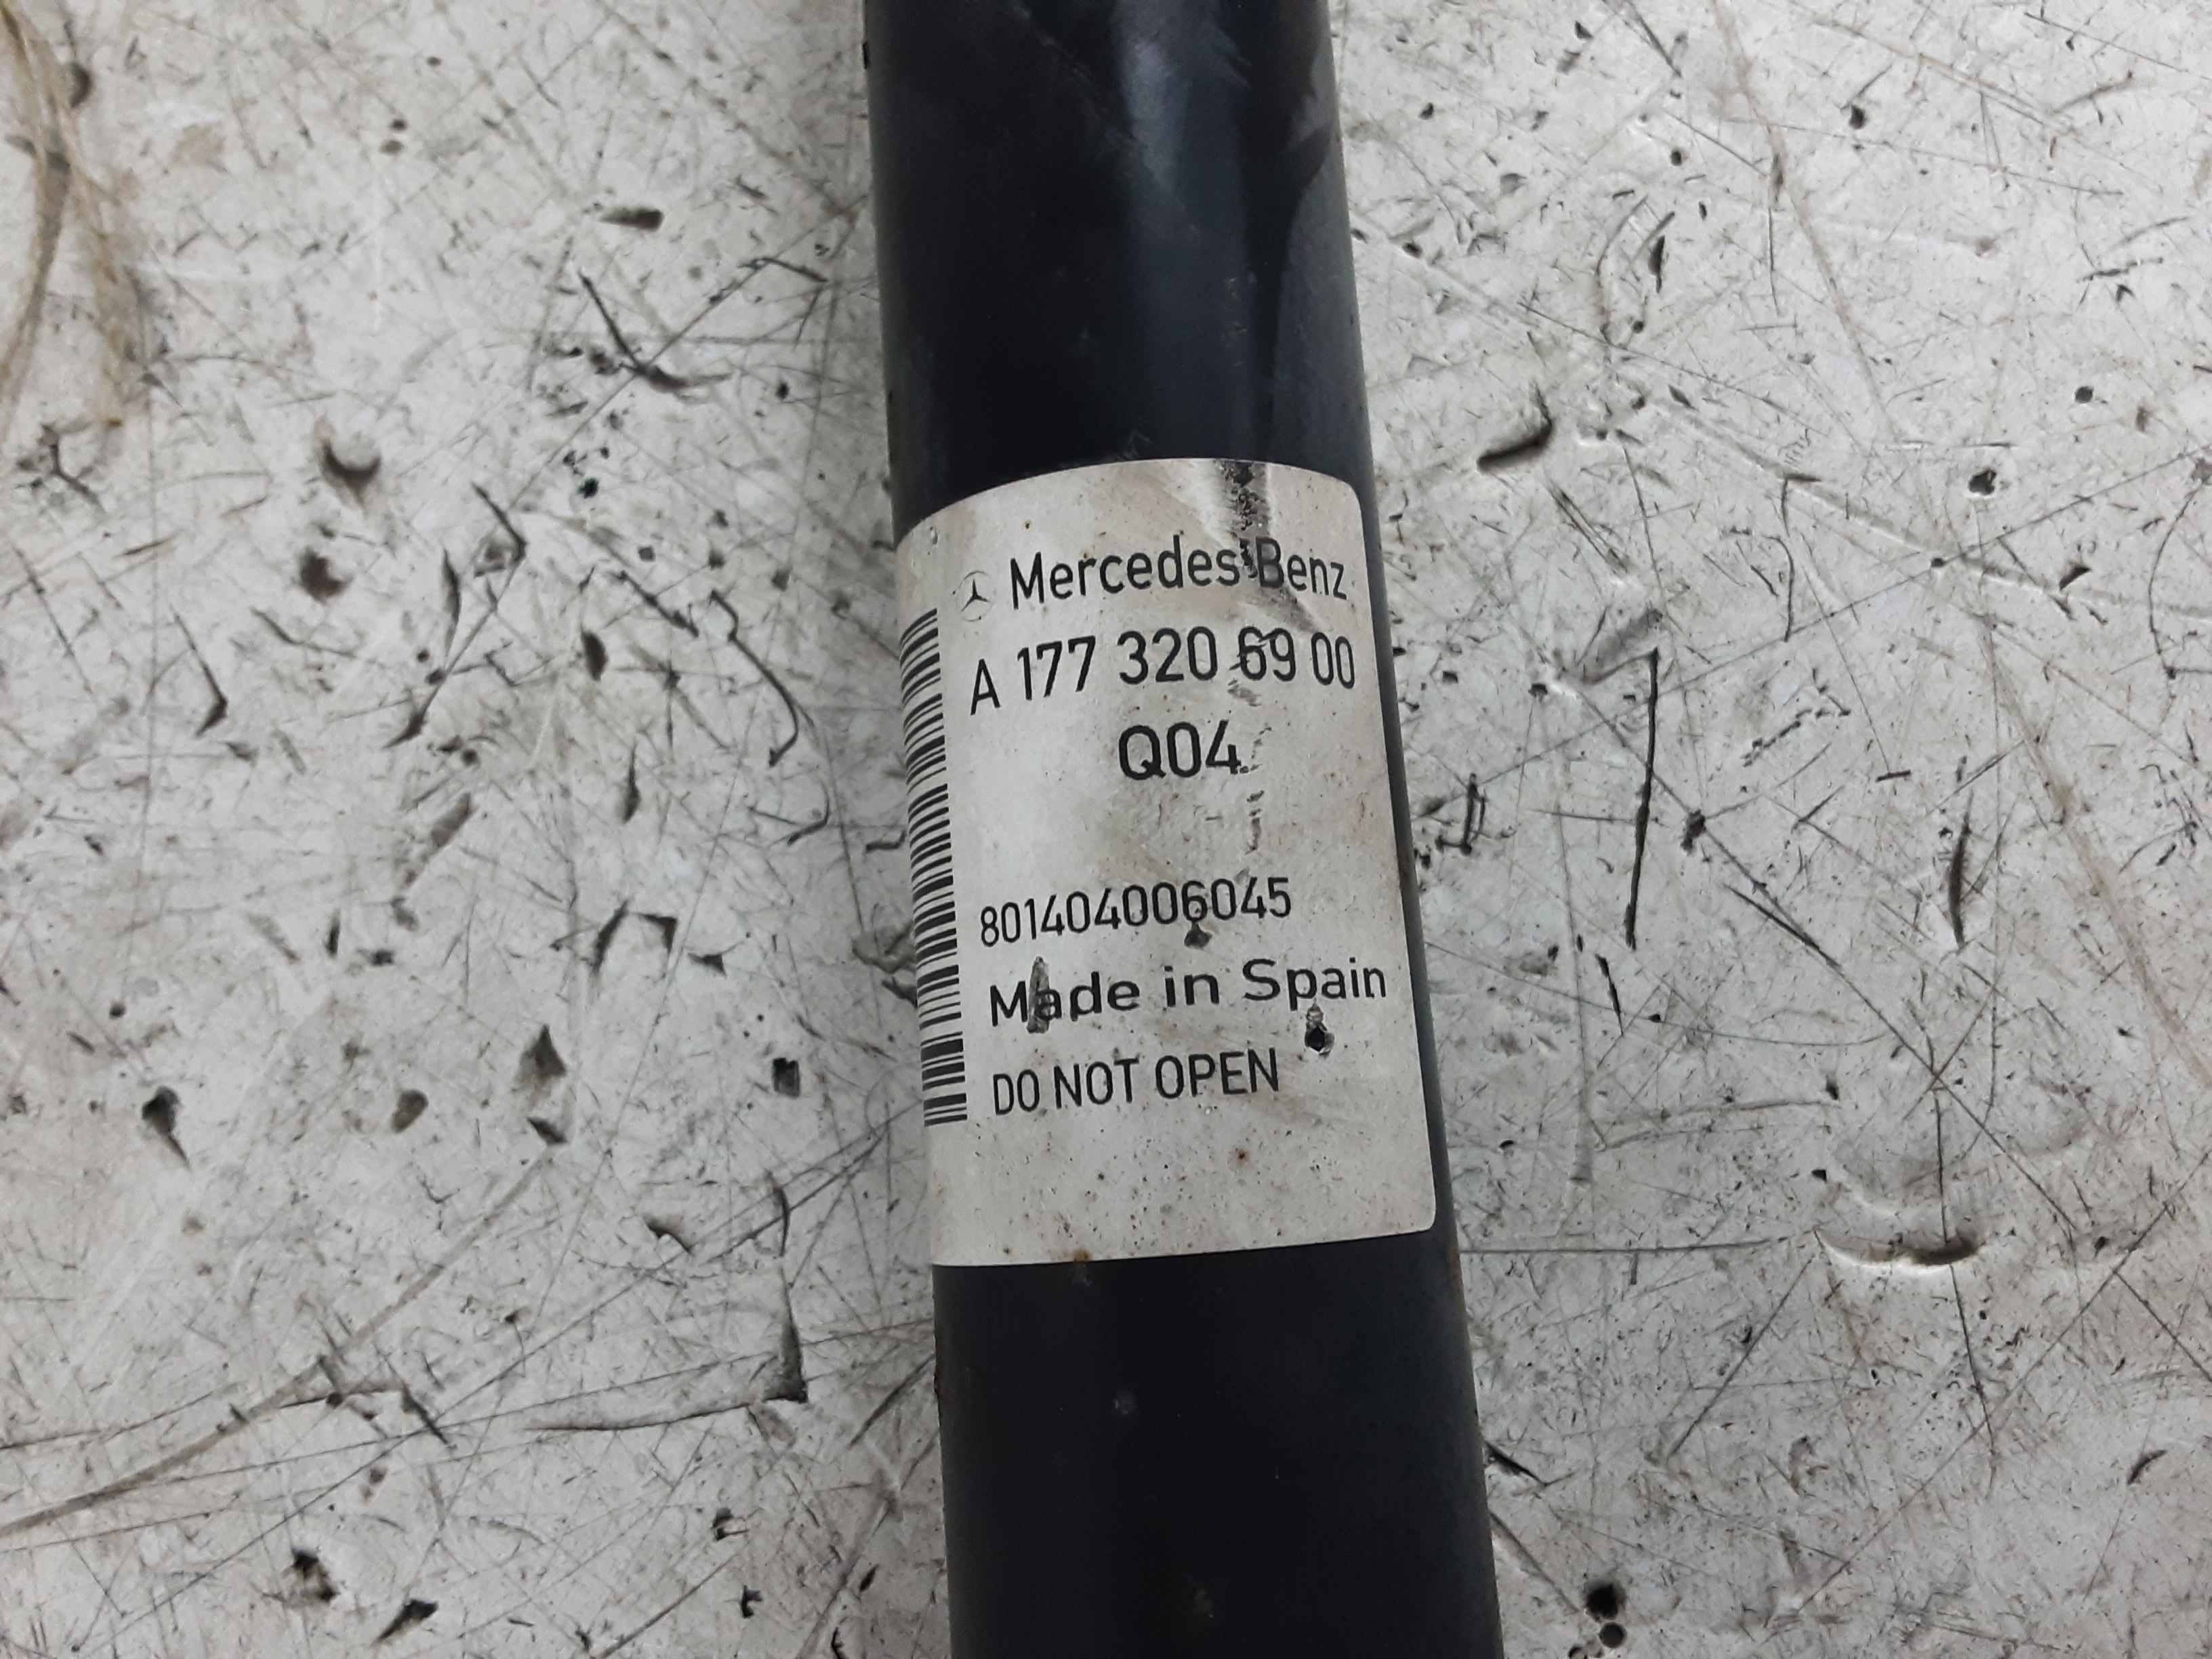 Mercedes-Benz
A 177 320 69 00
Q04
801404006045
Made in Spain
DO NOT OPEN